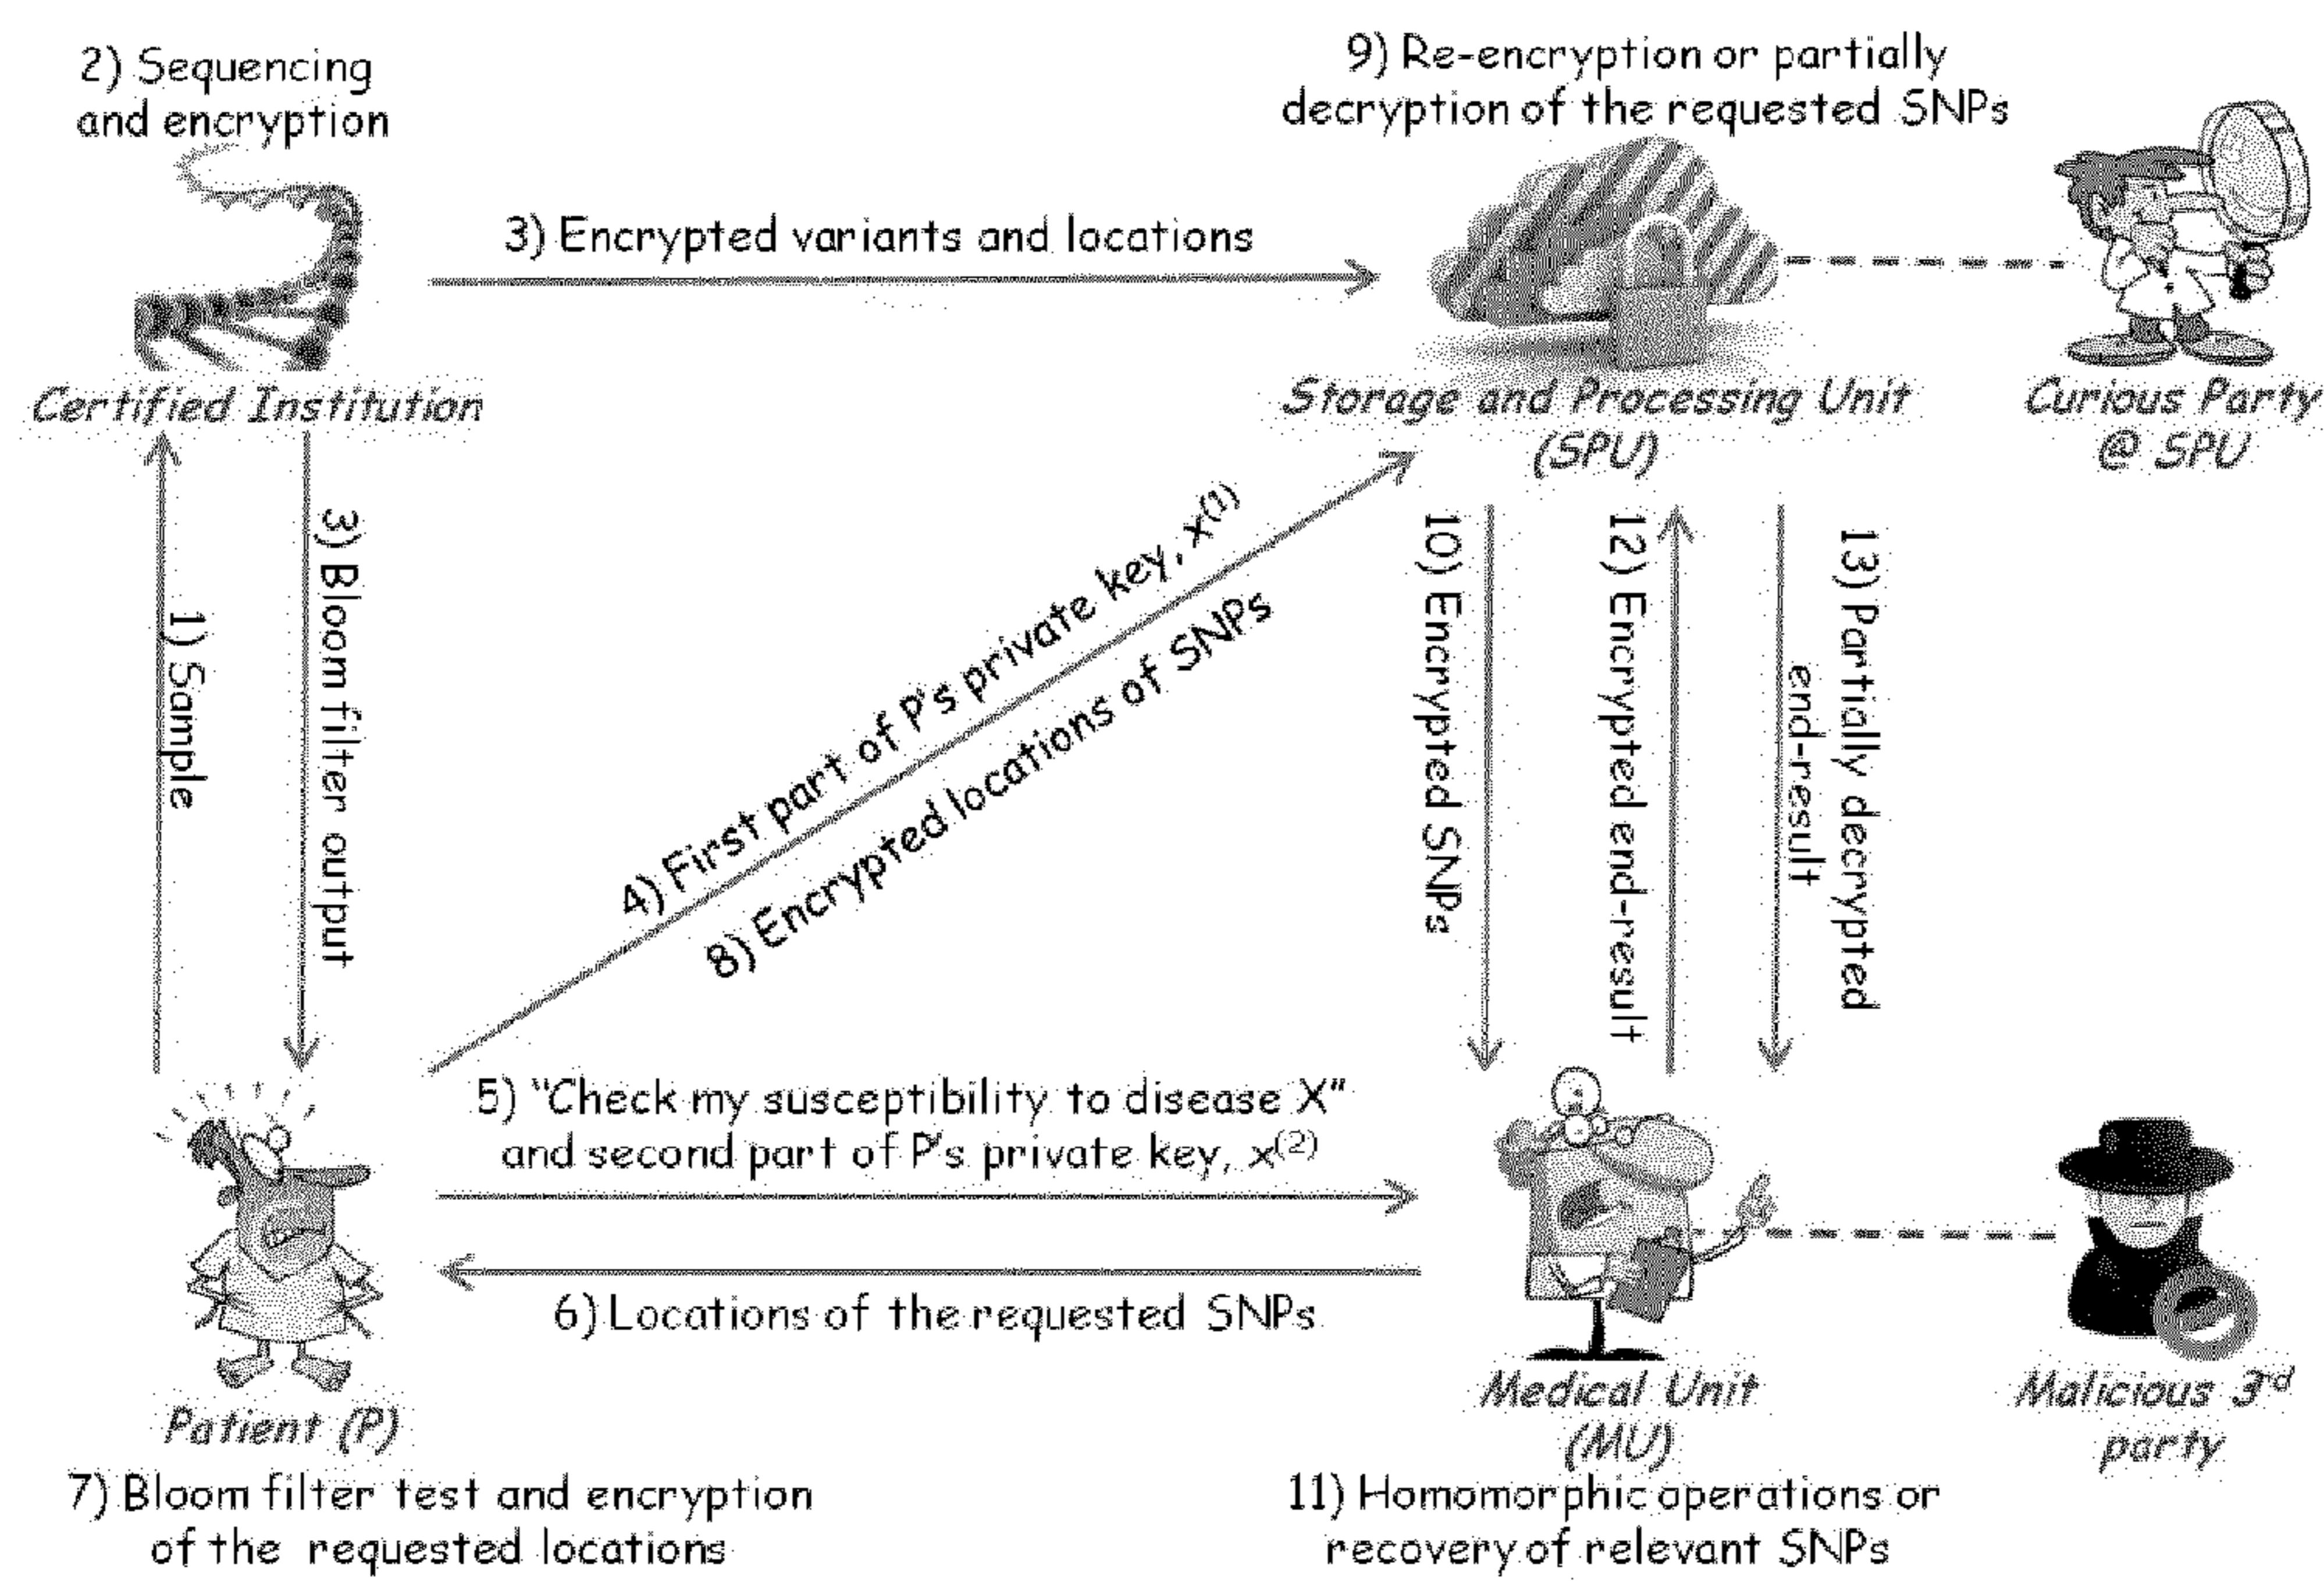 2) Sequencing
and encryption
9) Re-encryption or partially
decryption of the requested SNPs
3) Encrypted variants and locations
Certified Institution
Storage and Processing Unit
(SPU)
Curious Party
@ SPU
1) Sample
3) Bloom filter output
4) First part of P's private key, x(1)
8) Encrypted locations of SNPs
10) Encrypted SNPs
12) Encrypted end-result
13) Partially decrypted
end-result
5) “Check my susceptibility to disease X”
and second part of P's private key, x(2)
6) Locations of the requested SNPs
Patient (P)
Medical Unit
(MU)
Malicious 3rd
party
7) Bloom filter test and encryption
of the requested locations
11) Homomorphic operations or
recovery of relevant SNPs